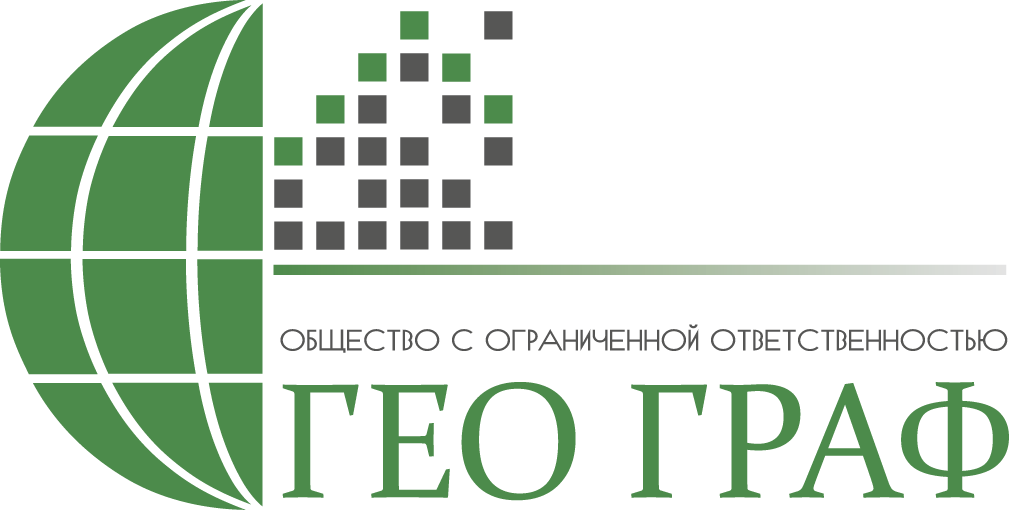 ОБЩЕСТВО С ОГРАНИЧЕННОЙ ОТВЕТСТВЕННОСТЬЮ
ГЕО ГРАФ